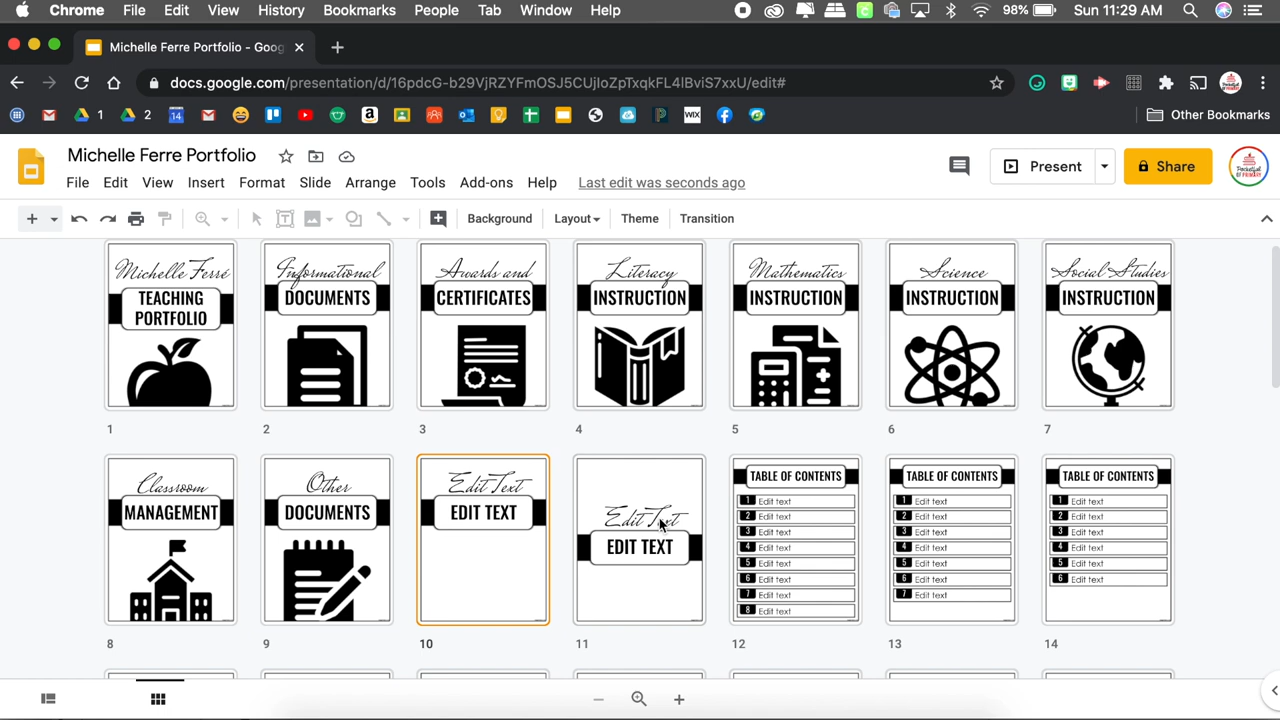 Chrome File Edit View History Bookmarks People Tab Window Help 98% Sun 11:29 AM
Michelle Ferre Portfolio - Goog
docs.google.com/presentation/d/16pdcG-b29VjRZYFmOSJ5CUjIoZpTxqkFL4lBviS7xxU/edit#
1 2 14 WIX Other Bookmarks
Michelle Ferre Portfolio
Present Share
File Edit View Insert Format Slide Arrange Tools Add-ons Help Last edit was seconds ago
Background Layout Theme Transition
Michelle Ferré
TEACHING
PORTFOLIO
1
Informational
DOCUMENTS
2
Awards and
CERTIFICATES
3
Literacy
INSTRUCTION
4
Mathematics
INSTRUCTION
5
Science
INSTRUCTION
6
Social Studies
INSTRUCTION
7
Classroom
MANAGEMENT
8
Other
DOCUMENTS
9
Edit Text
EDIT TEXT
10
Edit Text
EDIT TEXT
11
TABLE OF CONTENTS
1 Edit text
2 Edit text
3 Edit text
4 Edit text
5 Edit text
6 Edit text
7 Edit text
8 Edit text
12
TABLE OF CONTENTS
1 Edit text
2 Edit text
3 Edit text
4 Edit text
5 Edit text
6 Edit text
7 Edit text
13
TABLE OF CONTENTS
1 Edit text
2 Edit text
3 Edit text
4 Edit text
5 Edit text
6 Edit text
14